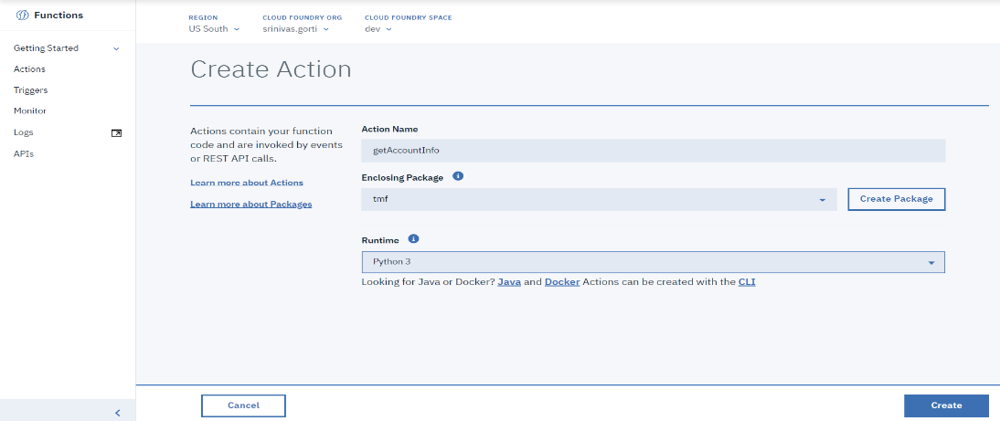 Functions
Getting Started
Actions
Triggers
Monitor
Logs
APIs
REGION
US South
CLOUD FOUNDRY ORG
srinivas.gorti
CLOUD FOUNDRY SPACE
dev
Create Action
Actions contain your function
code and are invoked by events
or REST API calls.
Learn more about Actions
Learn more about Packages
Action Name
getAccountInfo
Enclosing Package
tmf
Create Package
Runtime
Python 3
Looking for Java or Docker? Java and Docker Actions can be created with the CLI
Cancel
Create